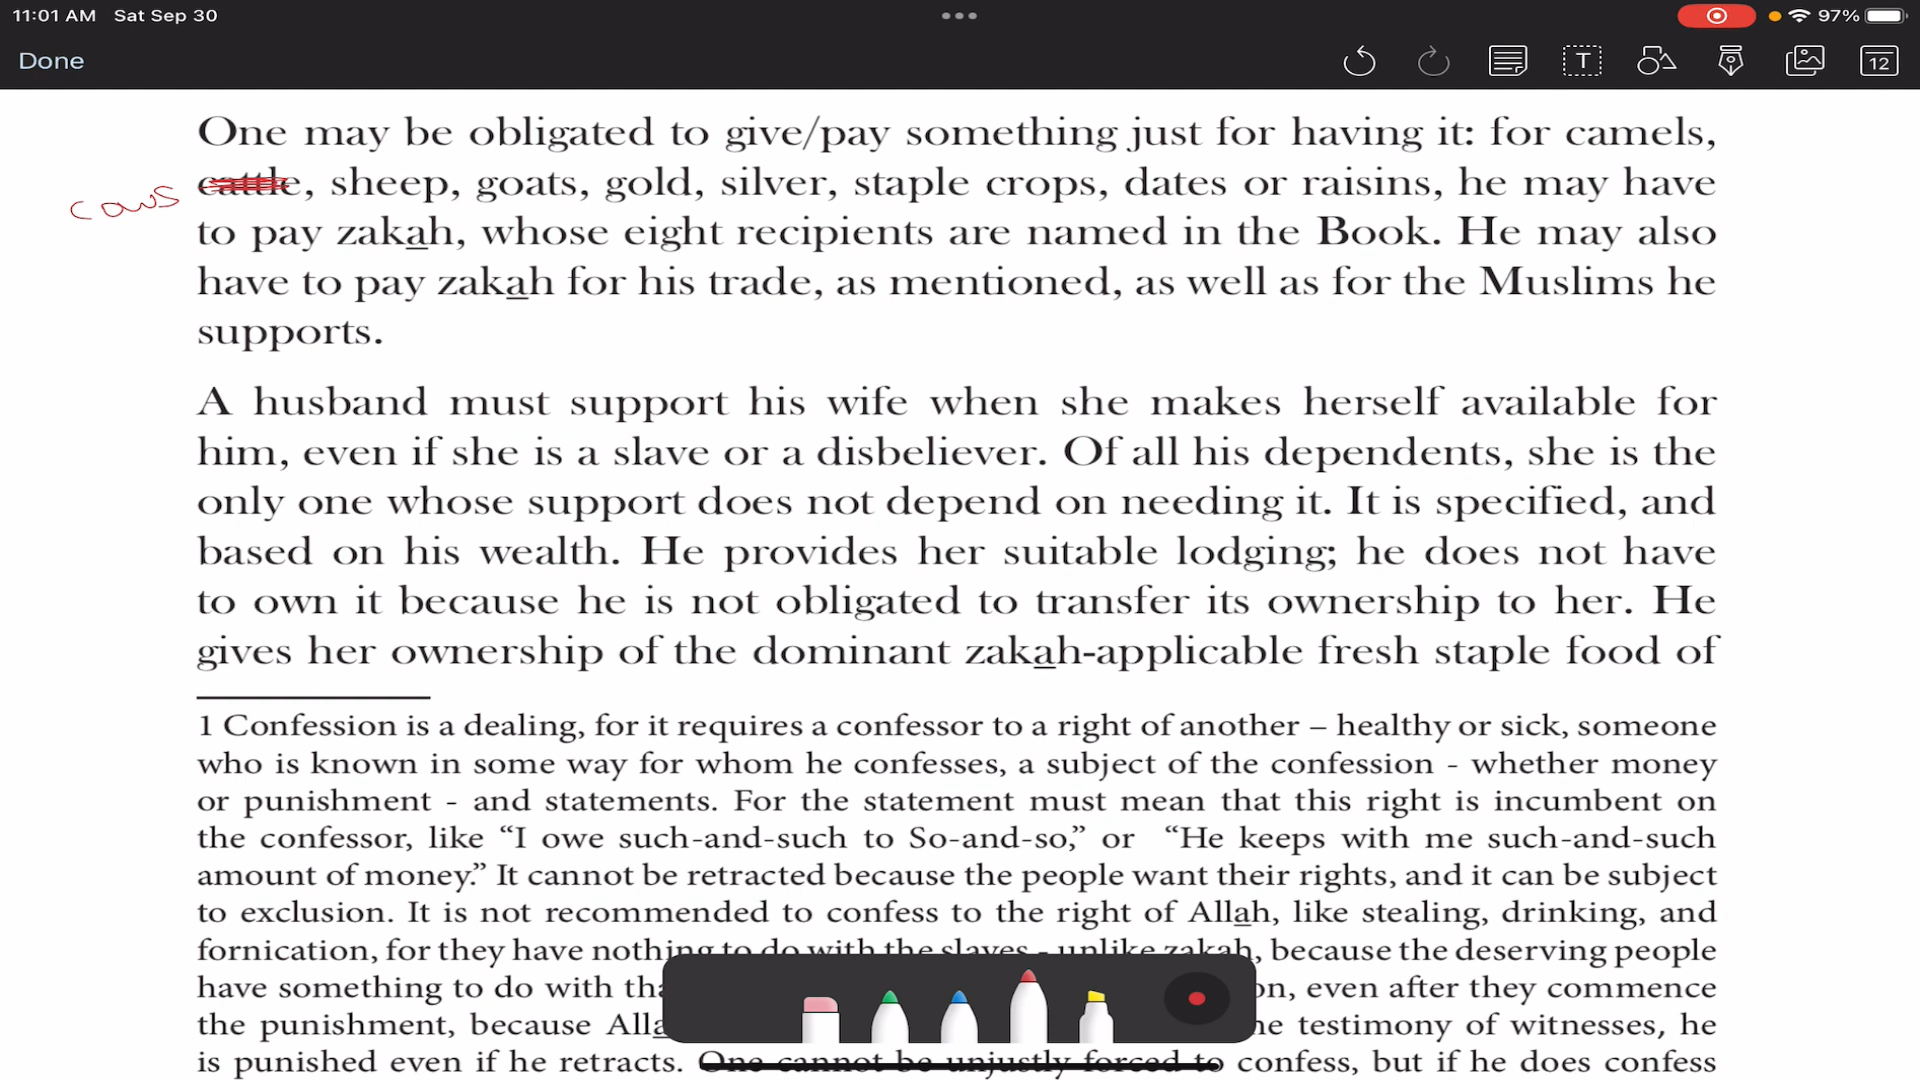 11:01 AM Sat Sep 30
97%
Done
T
12
One may be obligated to give/pay something just for having it: for camels,
cows
cattle, sheep, goats, gold, silver, staple crops, dates or raisins, he may have
to pay zakah, whose eight recipients are named in the Book. He may also
have to pay zakah for his trade, as mentioned, as well as for the Muslims he
supports.
A husband must support his wife when she makes herself available for
him, even if she is a slave or a disbeliever. Of all his dependents, she is the
only one whose support does not depend on needing it. It is specified, and
based on his wealth. He provides her suitable lodging; he does not have
to own it because he is not obligated to transfer its ownership to her. He
gives her ownership of the dominant zakah-applicable fresh staple food of
1 Confession is a dealing, for it requires a confessor to a right of another – healthy or sick, someone
who is known in some way for whom he confesses, a subject of the confession - whether money
or punishment - and statements. For the statement must mean that this right is incumbent on
the confessor, like “I owe such-and-such to So-and-so,” or “He keeps with me such-and-such
amount of money.” It cannot be retracted because the people want their rights, and it can be subject
to exclusion. It is not recommended to confess to the right of Allah, like stealing, drinking, and
fornication, for they have nothing to do with the slaves - unlike zakah, because the deserving people
have something to do with on, even after they commence
the punishment, because he testimony of witnesses, he
is punished even if he retracts. One cannot be unjustly forced to confess, but if he does confess